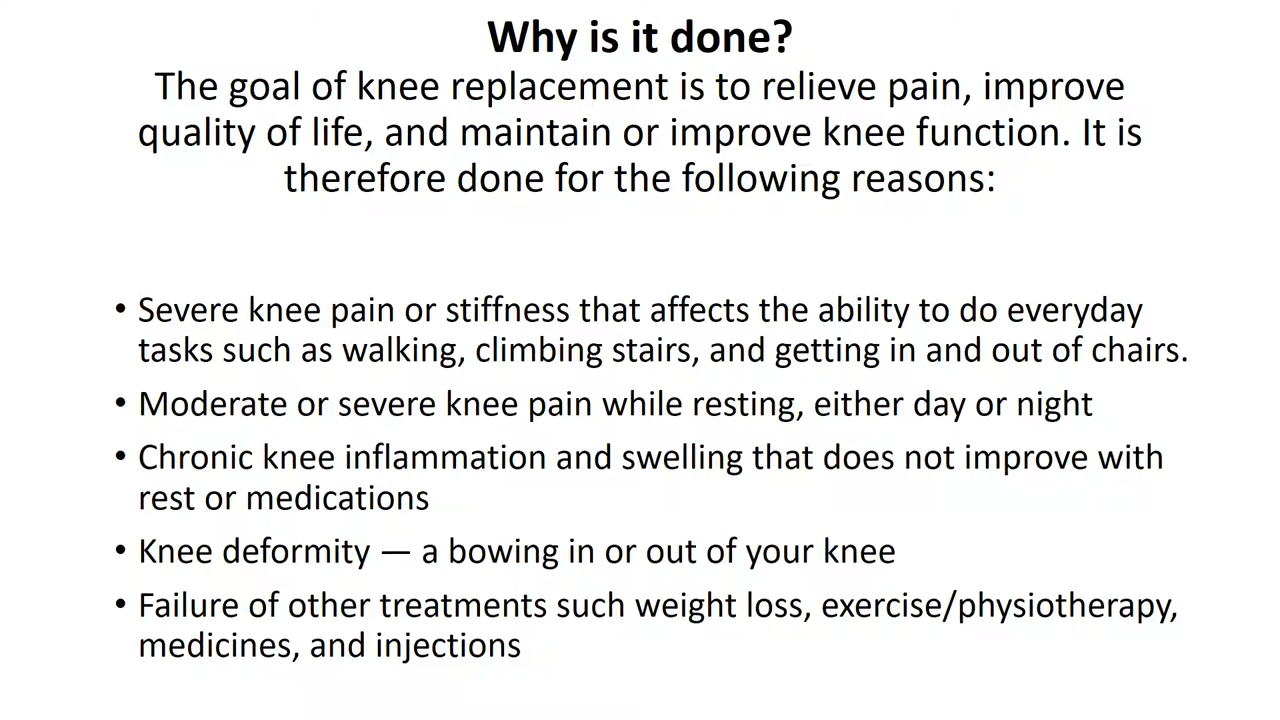 Why is it done?
The goal of knee replacement is to relieve pain, improve
quality of life, and maintain or improve knee function. It is
therefore done for the following reasons:
• Severe knee pain or stiffness that affects the ability to do everyday
tasks such as walking, climbing stairs, and getting in and out of chairs.
• Moderate or severe knee pain while resting, either day or night
• Chronic knee inflammation and swelling that does not improve with
rest or medications
• Knee deformity — a bowing in or out of your knee
• Failure of other treatments such weight loss, exercise/physiotherapy,
medicines, and injections